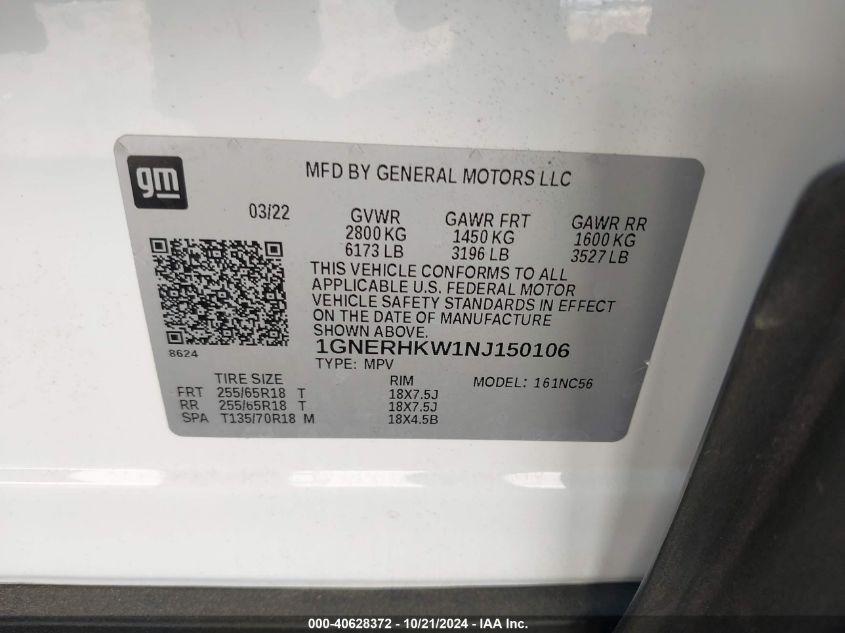 gm
MFD BY GENERAL MOTORS LLC
03/22 GVWR GAWR FRT GAWR RR
2800 KG 1450 KG 1600 KG
6173 LB 3196 LB 3527 LB
THIS VEHICLE CONFORMS TO ALL
APPLICABLE U.S. FEDERAL MOTOR
VEHICLE SAFETY STANDARDS IN EFFECT
ON THE DATE OF MANUFACTURE
SHOWN ABOVE.
8624 1GNERHKW1NJ150106
TYPE: MPV
TIRE SIZE RIM MODEL: 161NC56
FRT 255/65R18 T 18X7.5J
RR 255/65R18 T 18X7.5J
SPA T135/70R18 M 18X4.5B
000-40628372 - 10/21/2024 - IAA Inc.